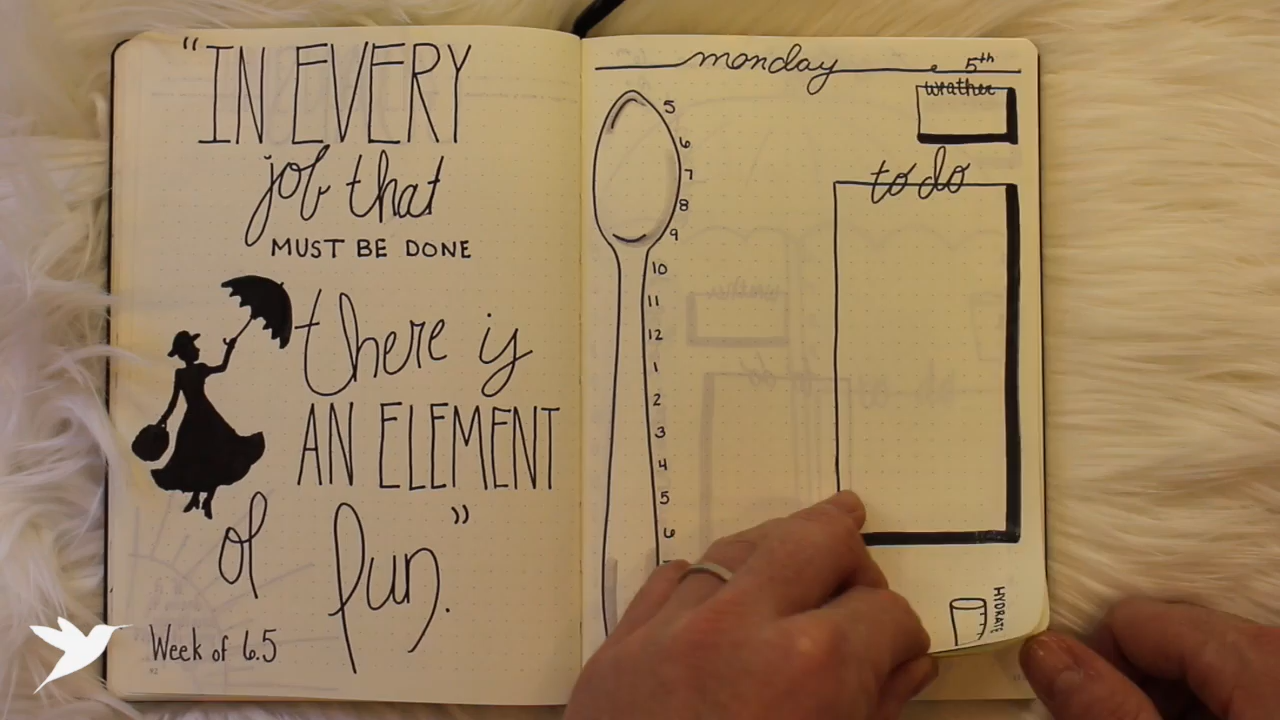 "IN EVERY
job that
MUST BE DONE
there is
AN ELEMENT
of fun."
Week of 6.5
monday 5th
weather
to do
5
6
7
8
9
10
11
12
1
2
3
4
5
6
HYDRATE